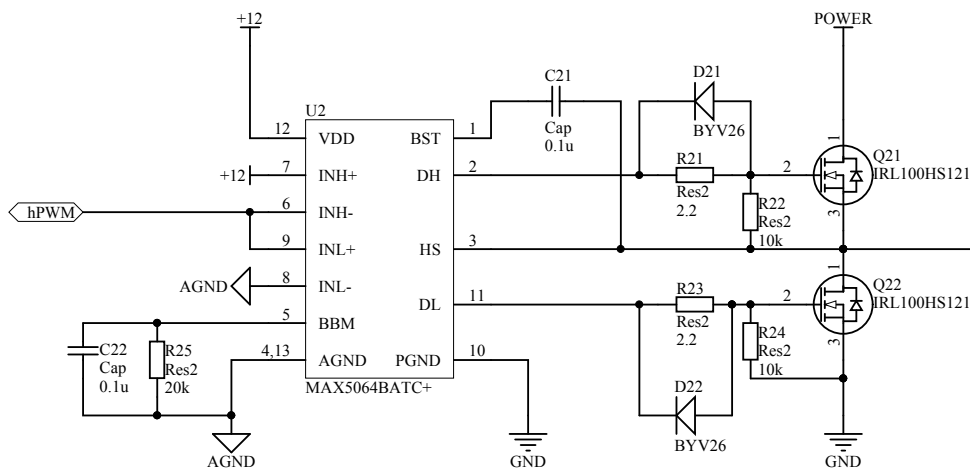 +12
POWER
C21
Cap
0.1u
D21
BYV26
U2
12 VDD BST 1
+12 7 INH+ DH 2
R21
Res2
2.2
2
1
Q21
IRL100HS121
3
R22
Res2
10k
hPWM 6 INH-
9 INL+ HS 3
AGND 8 INL- DL 11
R23
Res2
2.2
2
1
Q22
IRL100HS121
3
R24
Res2
10k
5 BBM
C22
Cap
0.1u
R25
Res2
20k
4,13 AGND PGND 10
MAX5064BATC+
D22
BYV26
AGND
GND
GND